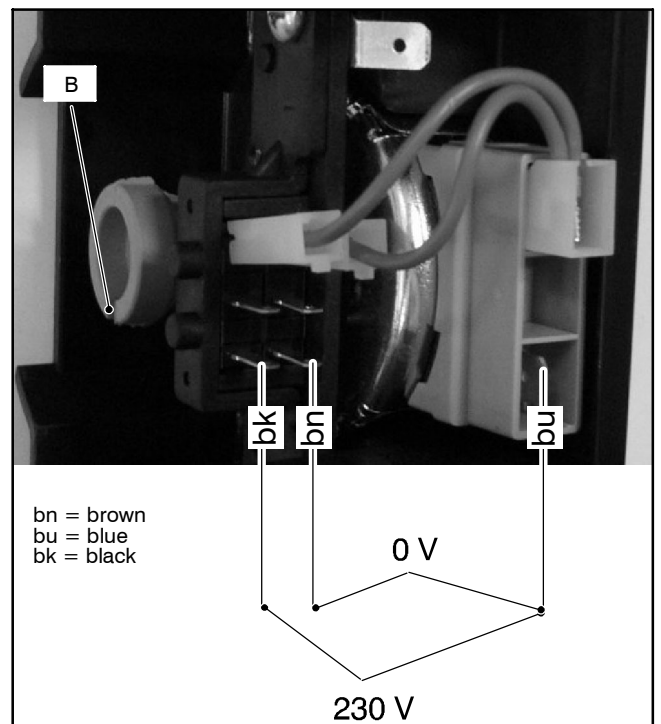 B
bk
bn
bu
bn = brown
bu = blue
bk = black
0 V
230 V